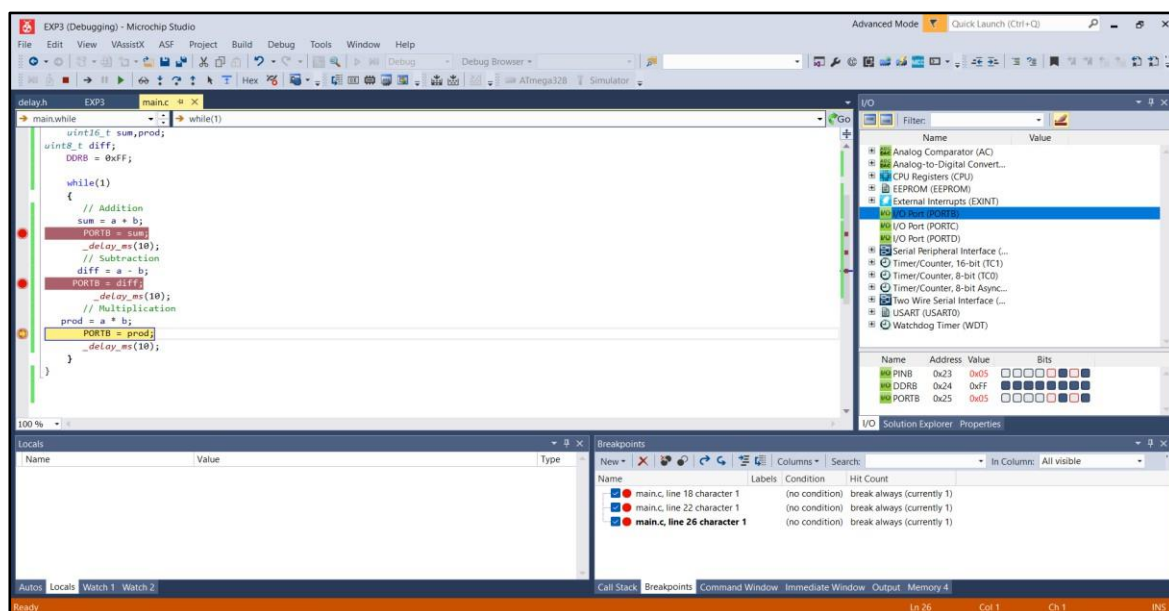 EXP3 (Debugging) - Microchip Studio
Advanced Mode
Quick Launch (Ctrl+Q)
File Edit View VAssistX ASF Project Build Debug Tools Window Help
Debug Debug Browser
Hex ATmega328 Simulator
delay.h EXP3 main.c
main.while while(1) Go
uint16_t sum,prod;
uint8_t diff;
DDRB = 0xFF;
while(1)
{
// Addition
sum = a + b;
PORTB = sum;
_delay_ms(10);
// Subtraction
diff = a - b;
PORTB = diff;
_delay_ms(10);
// Multiplication
prod = a * b;
PORTB = prod;
_delay_ms(10);
}
}
100 %
I/O
Filter:
Name Value
Analog Comparator (AC)
Analog-to-Digital Convert...
CPU Registers (CPU)
EEPROM (EEPROM)
External Interrupts (EXINT)
I/O Port (PORTB)
I/O Port (PORTC)
I/O Port (PORTD)
Serial Peripheral Interface (...
Timer/Counter, 16-bit (TC1)
Timer/Counter, 8-bit (TC0)
Timer/Counter, 8-bit Async...
Two Wire Serial Interface (...
USART (USART0)
Watchdog Timer (WDT)
Name Address Value Bits
I/O PINB 0x23 0x05
I/O DDRB 0x24 0xFF
I/O PORTB 0x25 0x05
I/O Solution Explorer Properties
Locals
Name Value Type
Autos Locals Watch 1 Watch 2
Breakpoints
New Columns Search: In Column: All visible
Name Labels Condition Hit Count
main.c, line 18 character 1 (no condition) break always (currently 1)
main.c, line 22 character 1 (no condition) break always (currently 1)
main.c, line 26 character 1 (no condition) break always (currently 1)
Call Stack Breakpoints Command Window Immediate Window Output Memory 4
Ready Ln 26 Col 1 Ch 1 INS